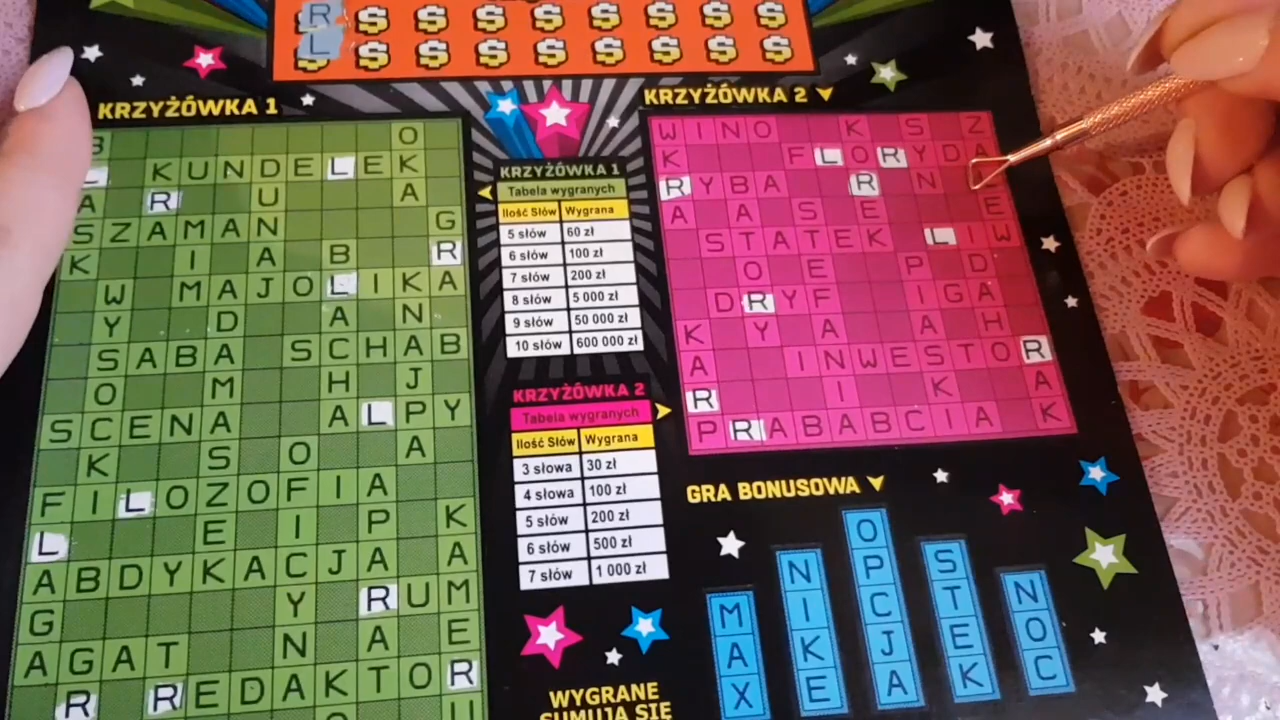 R
L
KRZYŻÓWKA 1
KRZYŻÓWKA 2
KRZYŻÓWKA 1
Tabela wygranych
Ilość Słów Wygrana
5 słów 60 zł
6 słów 100 zł
7 słów 200 zł
8 słów 5 000 zł
9 słów 50 000 zł
10 słów 600 000 zł
KRZYŻÓWKA 2
Tabela wygranych
Ilość Słów Wygrana
3 słowa 30 zł
4 słowa 100 zł
5 słów 200 zł
6 słów 500 zł
7 słów 1 000 zł
KUNDELEK
SZAMAN
MAJOLIKA
SABA SCHAB
SCENA ALPY
FILOZOFIA
ABDYKACJA
RUM
AGAT
REDAKTOR
WINO
FLORYDA
RYBA
STATEK
DRYF IGA
INWESTOR
PRABABCIA
GRA BONUSOWA
MAX
NIKE
OPCJA
STEK
NOC
WYGRANE
SUMUJĄ SIĘ